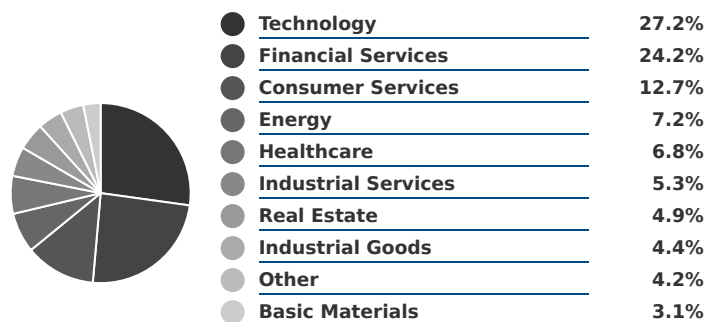 Technology 27.2%
Financial Services 24.2%
Consumer Services 12.7%
Energy 7.2%
Healthcare 6.8%
Industrial Services 5.3%
Real Estate 4.9%
Industrial Goods 4.4%
Other 4.2%
Basic Materials 3.1%